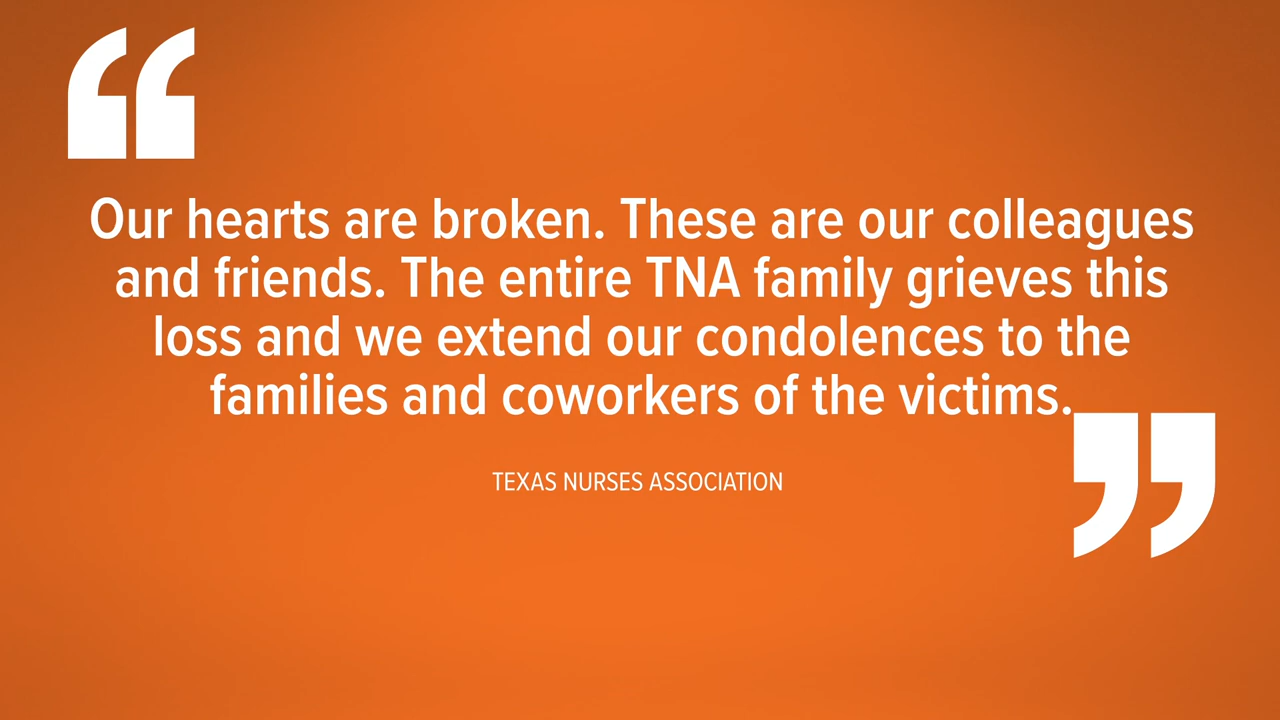 “
Our hearts are broken. These are our colleagues
and friends. The entire TNA family grieves this
loss and we extend our condolences to the
families and coworkers of the victims.
”
TEXAS NURSES ASSOCIATION